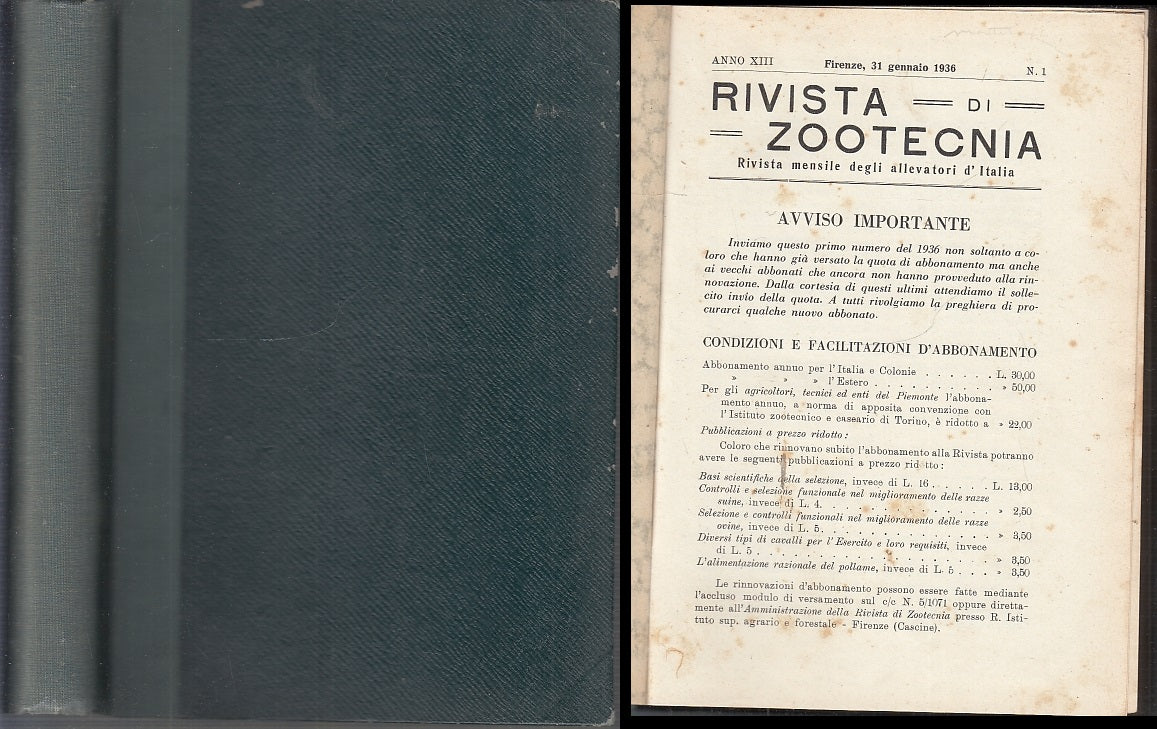 ANNO XIII Firenze, 31 gennaio 1936 N. 1
RIVISTA DI
ZOOTECNIA
Rivista mensile degli allevatori d'Italia
AVVISO IMPORTANTE
Inviamo questo primo numero del 1936 non soltanto a co-
loro che hanno già versato la quota di abbonamento ma anche
ai vecchi abbonati che ancora non hanno provveduto alla rin-
novazione. Dalla cortesia di questi ultimi attendiamo il solle-
cito invio della quota. A tutti rivolgiamo la preghiera di pro-
curarci qualche nuovo abbonato.
CONDIZIONI E FACILITAZIONI D'ABBONAMENTO
Abbonamento annuo per l'Italia e Colonie . . . . . . L. 30,00
» » » l'Estero . . . . . . . . . . . » 50,00
Per gli agricoltori, tecnici ed enti del Piemonte l'abbona-
mento annuo, a norma di apposita convenzione con
l'Istituto zootecnico e caseario di Torino, è ridotto a » 22,00
Pubblicazioni a prezzo ridotto:
Coloro che rinnovano subito l'abbonamento alla Rivista potranno
avere le seguenti pubblicazioni a prezzo rid tto:
Basi scientifiche della selezione, invece di L. 16 . . . . . L. 13,00
Controlli e selezione funzionale nel miglioramento delle razze
suine, invece di L. 4. . . . . . . . . . . . . . » 2,50
Selezione e controlli funzionali nel miglioramento delle razze
ovine, invece di L. 5. . . . . . . . . . . . . . » 3,50
Diversi tipi di cavalli per l'Esercito e loro requisiti, invece
di L. 5 . . . . . . . . . . . . . . . . . . » 3,50
L'alimentazione razionale del pollame, invece di L. 5 . . . » 3,50
Le rinnovazioni d'abbonamento possono essere fatte mediante
l'accluso modulo di versamento sul c/c N. 5/1071 oppure diretta-
mente all'Amministrazione della Rivista di Zootecnia presso R. Isti-
tuto sup. agrario e forestale - Firenze (Cascine).